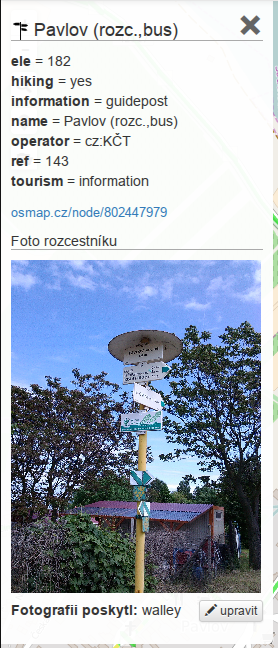 Pavlov (rozc.,bus)
ele = 182
hiking = yes
information = guidepost
name = Pavlov (rozc.,bus)
operator = cz:KČT
ref = 143
tourism = information
osmap.cz/node/802447979
Foto rozcestníku
Fotografii poskytl: walley
upravit